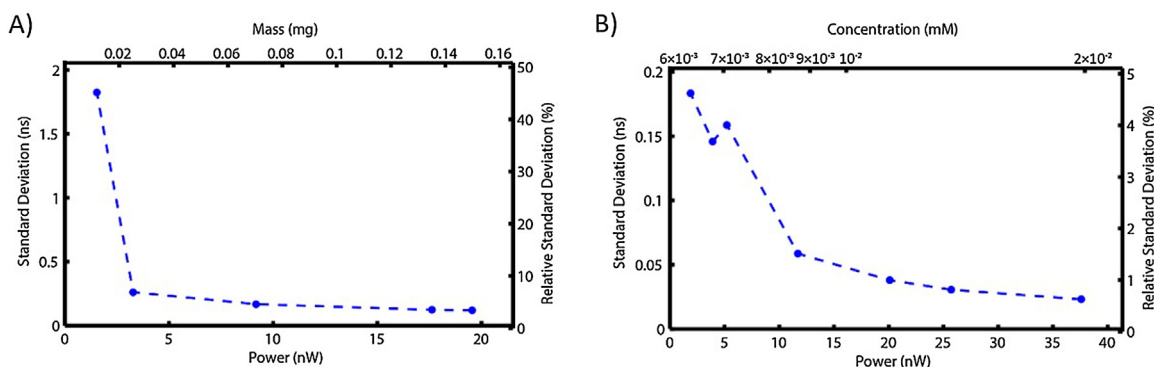 A)
Mass (mg)
0.02 0.04 0.06 0.08 0.1 0.12 0.14 0.16
2
1.5
1
0.5
0
Standard Deviation (ns)
50
40
30
20
10
0
Relative Standard Deviation (%)
0 5 10 15 20
Power (nW)
B)
Concentration (mM)
6×10⁻³ 7×10⁻³ 8×10⁻³ 9×10⁻³ 10⁻² 2×10⁻²
0.2
0.15
0.1
0.05
0
Standard Deviation (ns)
5
4
3
2
1
0
Relative Standard Deviation (%)
0 5 10 15 20 25 30 35 40
Power (nW)